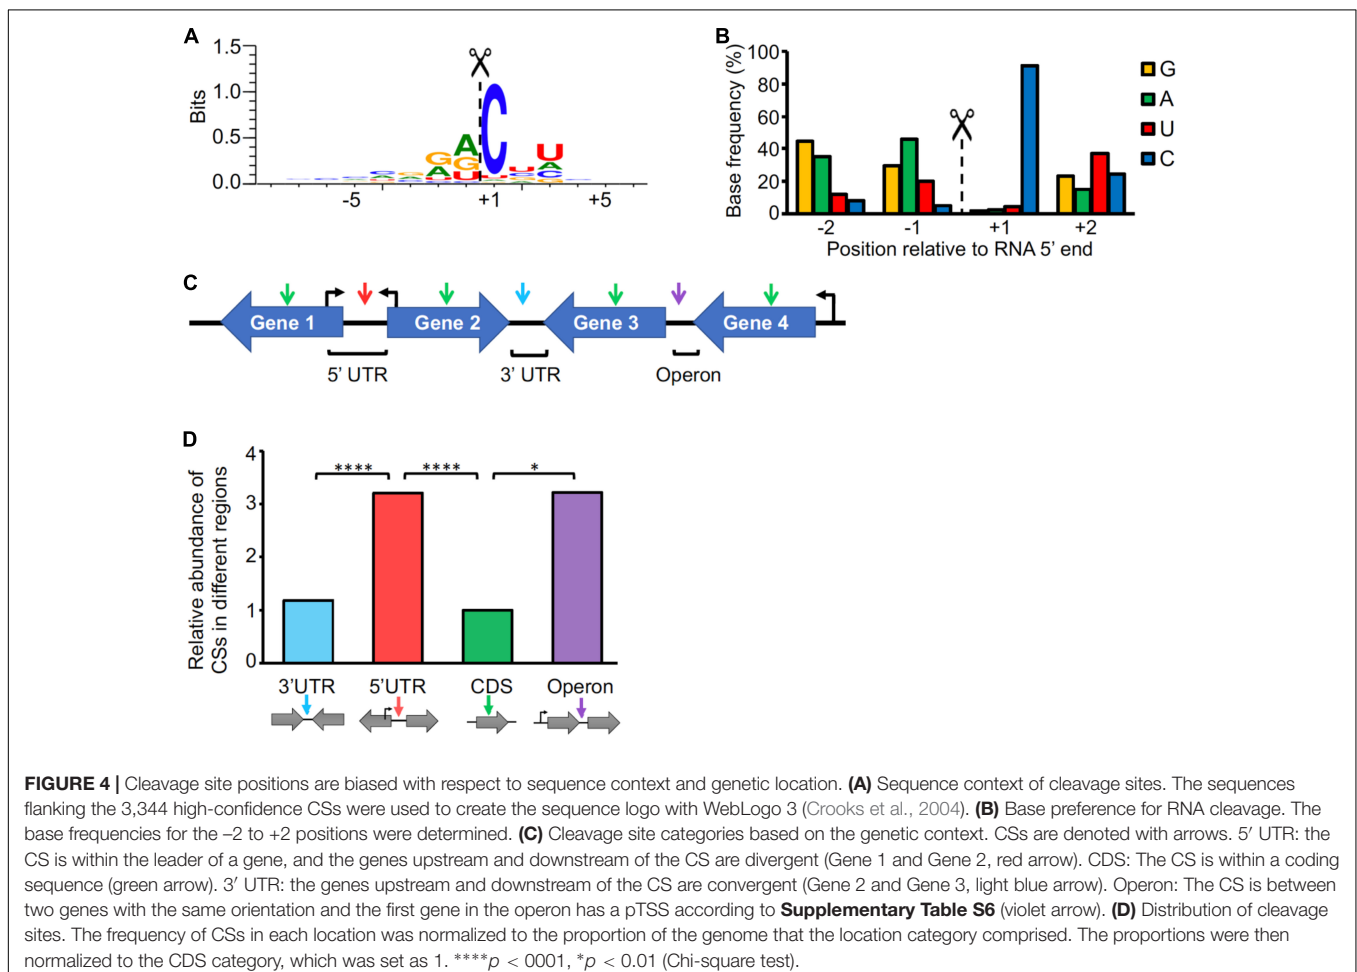 A
1.5
1.0
0.5
0.0
Bits
-5
+1
+5
B
100
80
60
40
20
0
Base frequency (%)
-2
-1
+1
+2
Position relative to RNA 5' end
G
A
U
C
C
Gene 1
Gene 2
Gene 3
Gene 4
5' UTR
3' UTR
Operon
D
4
3
2
1
0
Relative abundance of
CSs in different regions
****
****
*
3'UTR
5'UTR
CDS
Operon
FIGURE 4 | Cleavage site positions are biased with respect to sequence context and genetic location. (A) Sequence context of cleavage sites. The sequences
flanking the 3,344 high-confidence CSs were used to create the sequence logo with WebLogo 3 (Crooks et al., 2004). (B) Base preference for RNA cleavage. The
base frequencies for the –2 to +2 positions were determined. (C) Cleavage site categories based on the genetic context. CSs are denoted with arrows. 5′ UTR: the
CS is within the leader of a gene, and the genes upstream and downstream of the CS are divergent (Gene 1 and Gene 2, red arrow). CDS: The CS is within a coding
sequence (green arrow). 3′ UTR: the genes upstream and downstream of the CS are convergent (Gene 2 and Gene 3, light blue arrow). Operon: The CS is between
two genes with the same orientation and the first gene in the operon has a pTSS according to Supplementary Table S6 (violet arrow). (D) Distribution of cleavage
sites. The frequency of CSs in each location was normalized to the proportion of the genome that the location category comprised. The proportions were then
normalized to the CDS category, which was set as 1. ****p < 0001, *p < 0.01 (Chi-square test).